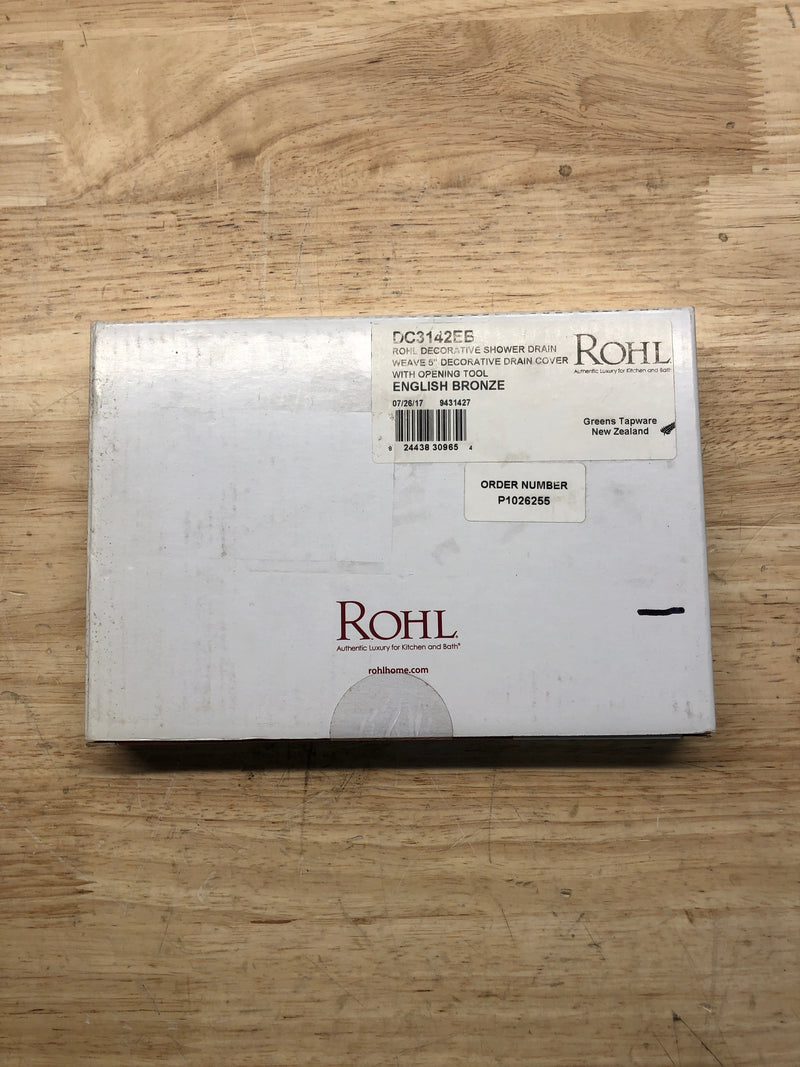 DC3142EB
ROHL DECORATIVE SHOWER DRAIN
WEAVE 5" DECORATIVE DRAIN COVER
WITH OPENING TOOL
ENGLISH BRONZE
07/26/17 9431427
6 24438 30965 4
ROHL
Authentic Luxury for Kitchen and Bath
Greens Tapware
New Zealand
ORDER NUMBER
P1026255
ROHL®
Authentic Luxury for Kitchen and Bath®
rohlhome.com